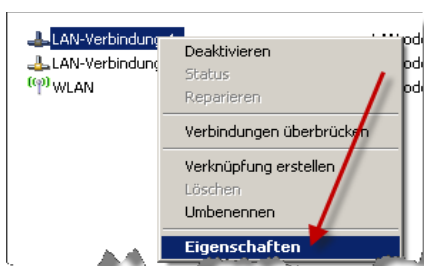 LAN-Verbindung
Deaktivieren
LAN-Verbindung
Status
WLAN
Reparieren
Verbindungen überbrücken
Verknüpfung erstellen
Löschen
Umbenennen
Eigenschaften